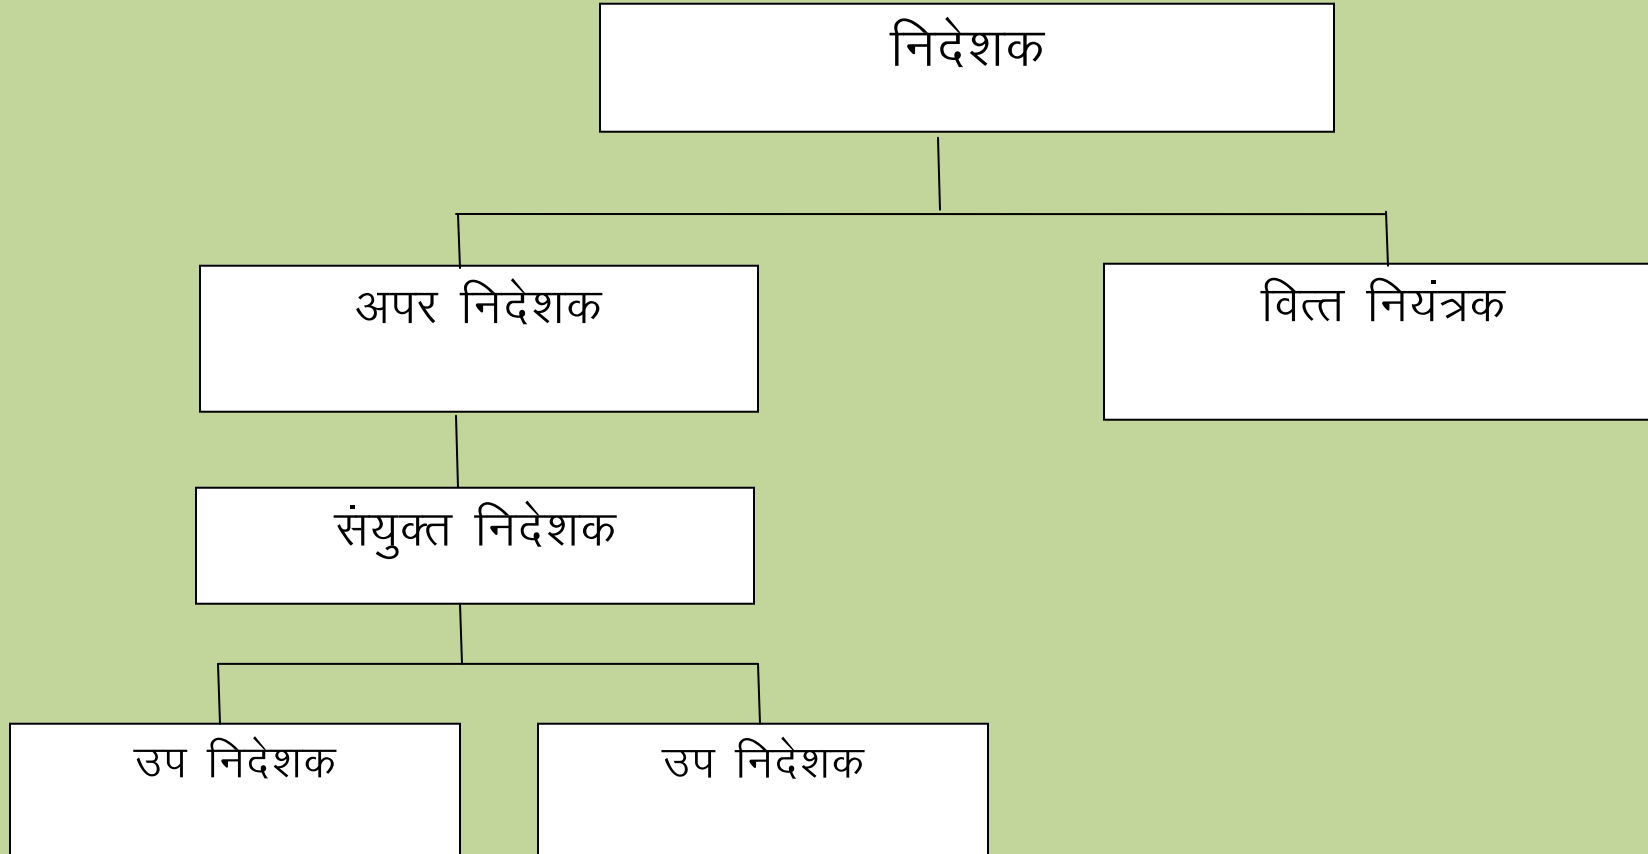 निदेशक
अपर निदेशक
वित्त नियंत्रक
संयुक्त निदेशक
उप निदेशक
उप निदेशक